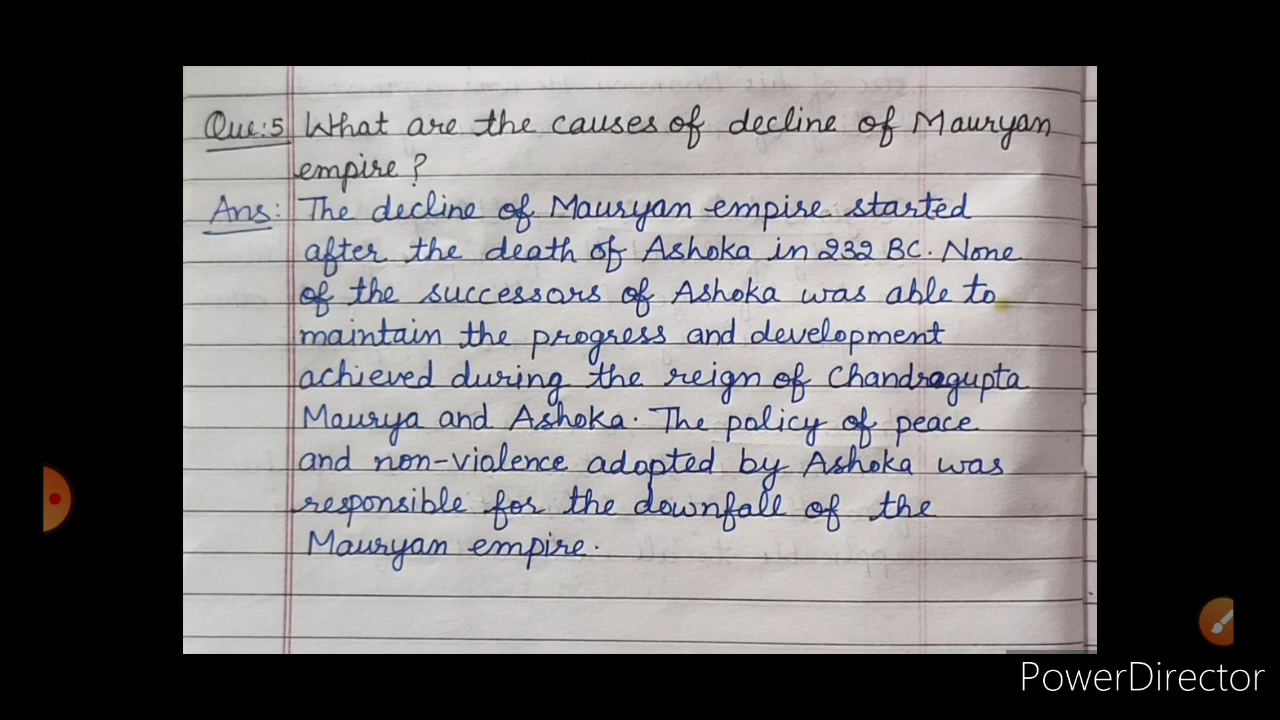 Que:5 What are the causes of decline of Mauryan
empire?
Ans: The decline of Mauryan empire started
after the death of Ashoka in 232 BC. None
of the successors of Ashoka was able to
maintain the progress and development
achieved during the reign of Chandragupta
Maurya and Ashoka. The policy of peace
and non-violence adopted by Ashoka was
responsible for the downfall of the
Mauryan empire.
PowerDirector